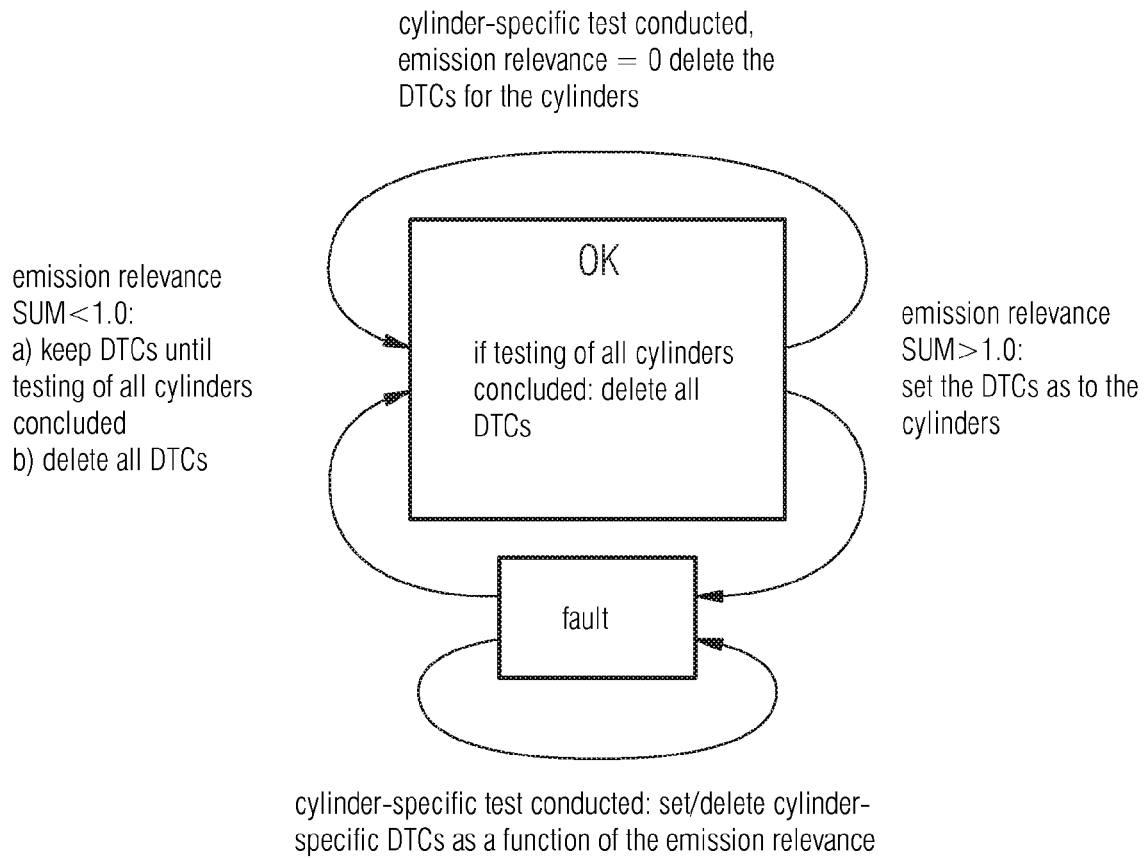 cylinder-specific test conducted,
emission relevance = 0 delete the
DTCs for the cylinders
OK
if testing of all cylinders
concluded: delete all
DTCs
emission relevance
SUM<1.0:
a) keep DTCs until
testing of all cylinders
concluded
b) delete all DTCs
emission relevance
SUM>1.0:
set the DTCs as to the
cylinders
fault
cylinder-specific test conducted: set/delete cylinder-
specific DTCs as a function of the emission relevance